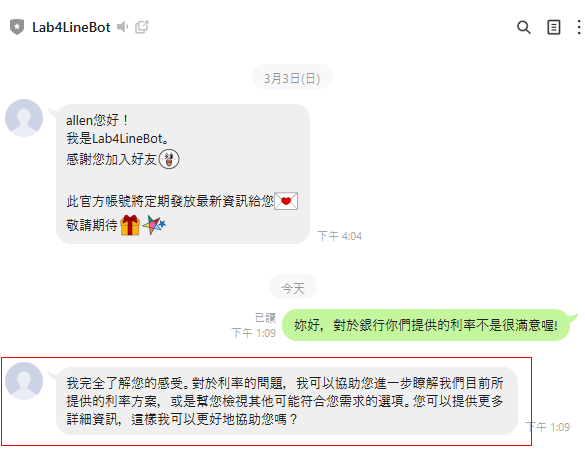 Lab4LineBot
3月3日(日)
allen您好！
我是Lab4LineBot。
感謝您加入好友
此官方帳號將定期發放最新資訊給您
敬請期待
下午 4:04
今天
已讀
下午 1:09
妳好，對於銀行你們提供的利率不是很滿意喔!
我完全了解您的感受。對於利率的問題，我可以協助您進一步瞭解我們目前所
提供的利率方案，或是幫您檢視其他可能符合您需求的選項。您可以提供更多
詳細資訊，這樣我可以更好地協助您嗎？
下午 1:09